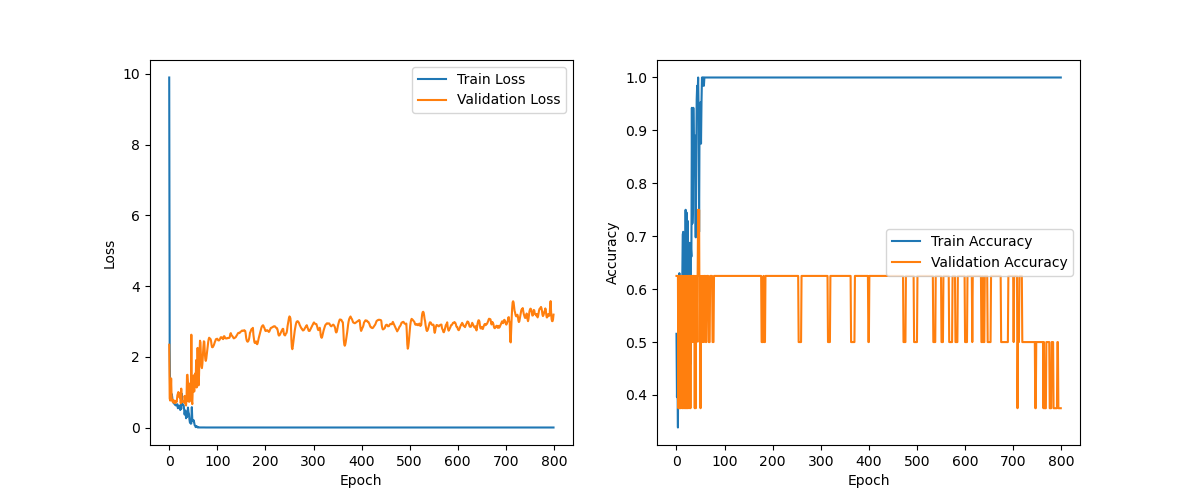 10
8
6
4
2
0
Loss
0 100 200 300 400 500 600 700 800
Epoch
Train Loss
Validation Loss
1.0
0.9
0.8
0.7
0.6
0.5
0.4
Accuracy
0 100 200 300 400 500 600 700 800
Epoch
Train Accuracy
Validation Accuracy